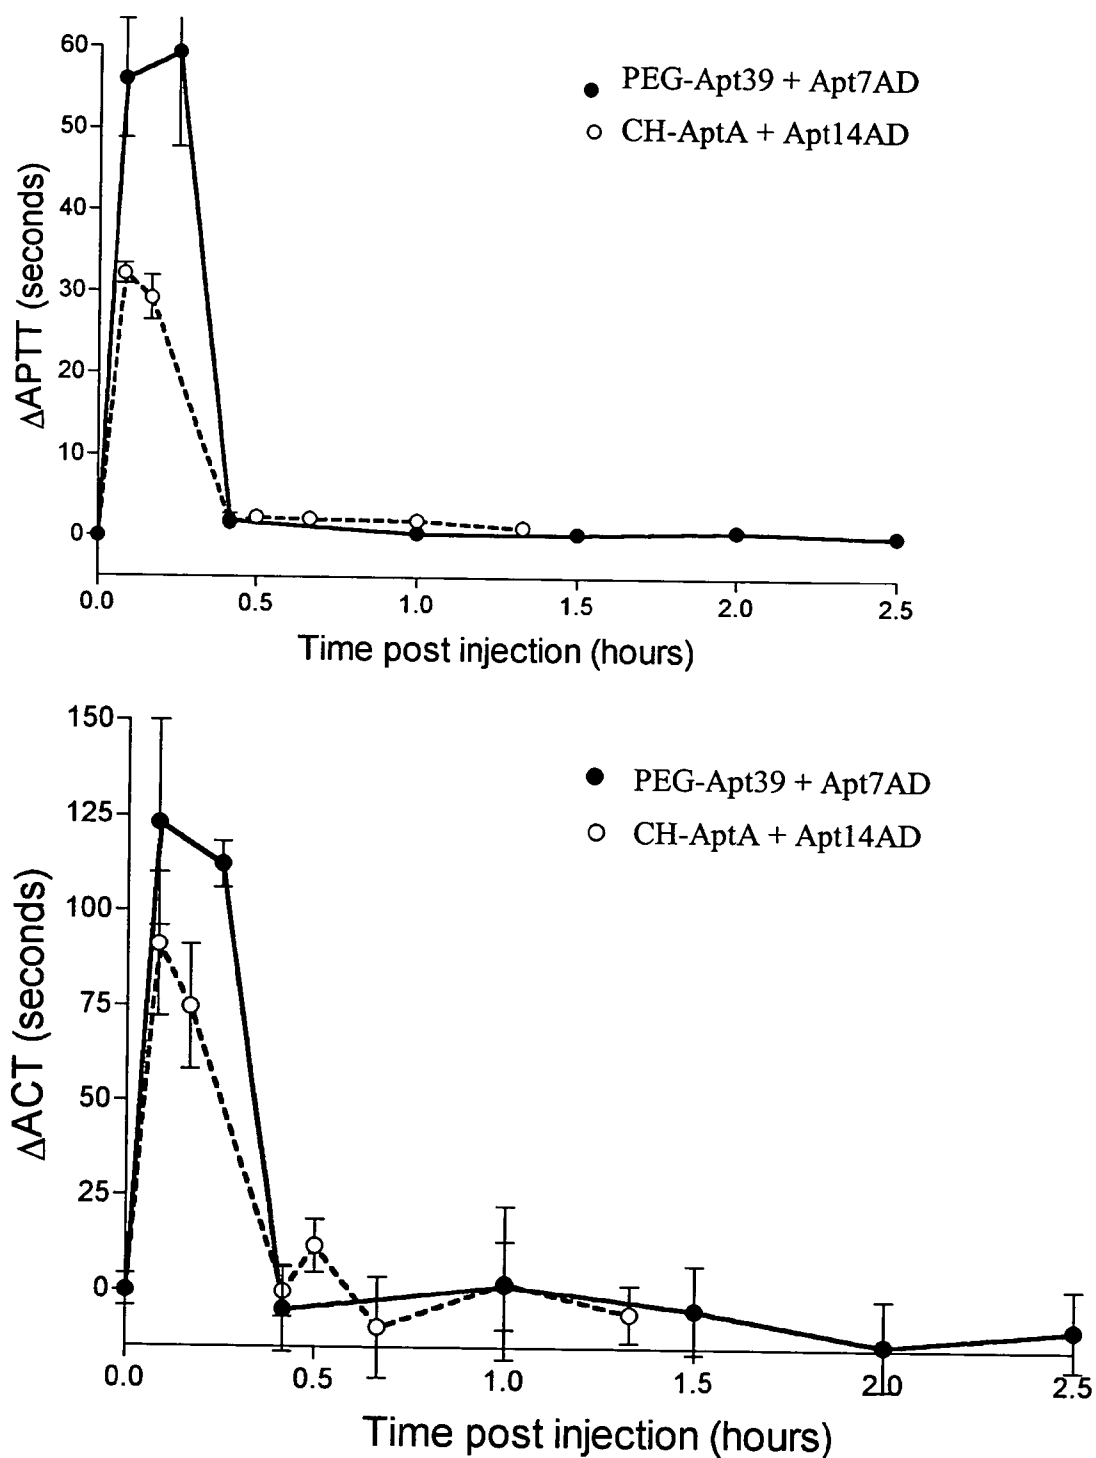 60
50
40
30
20
10
0
ΔAPTT (seconds)
PEG-Apt39 + Apt7AD
CH-AptA + Apt14AD
0.0 0.5 1.0 1.5 2.0 2.5
Time post injection (hours)
150
125
100
75
50
25
0
ΔACT (seconds)
PEG-Apt39 + Apt7AD
CH-AptA + Apt14AD
0.0 0.5 1.0 1.5 2.0 2.5
Time post injection (hours)